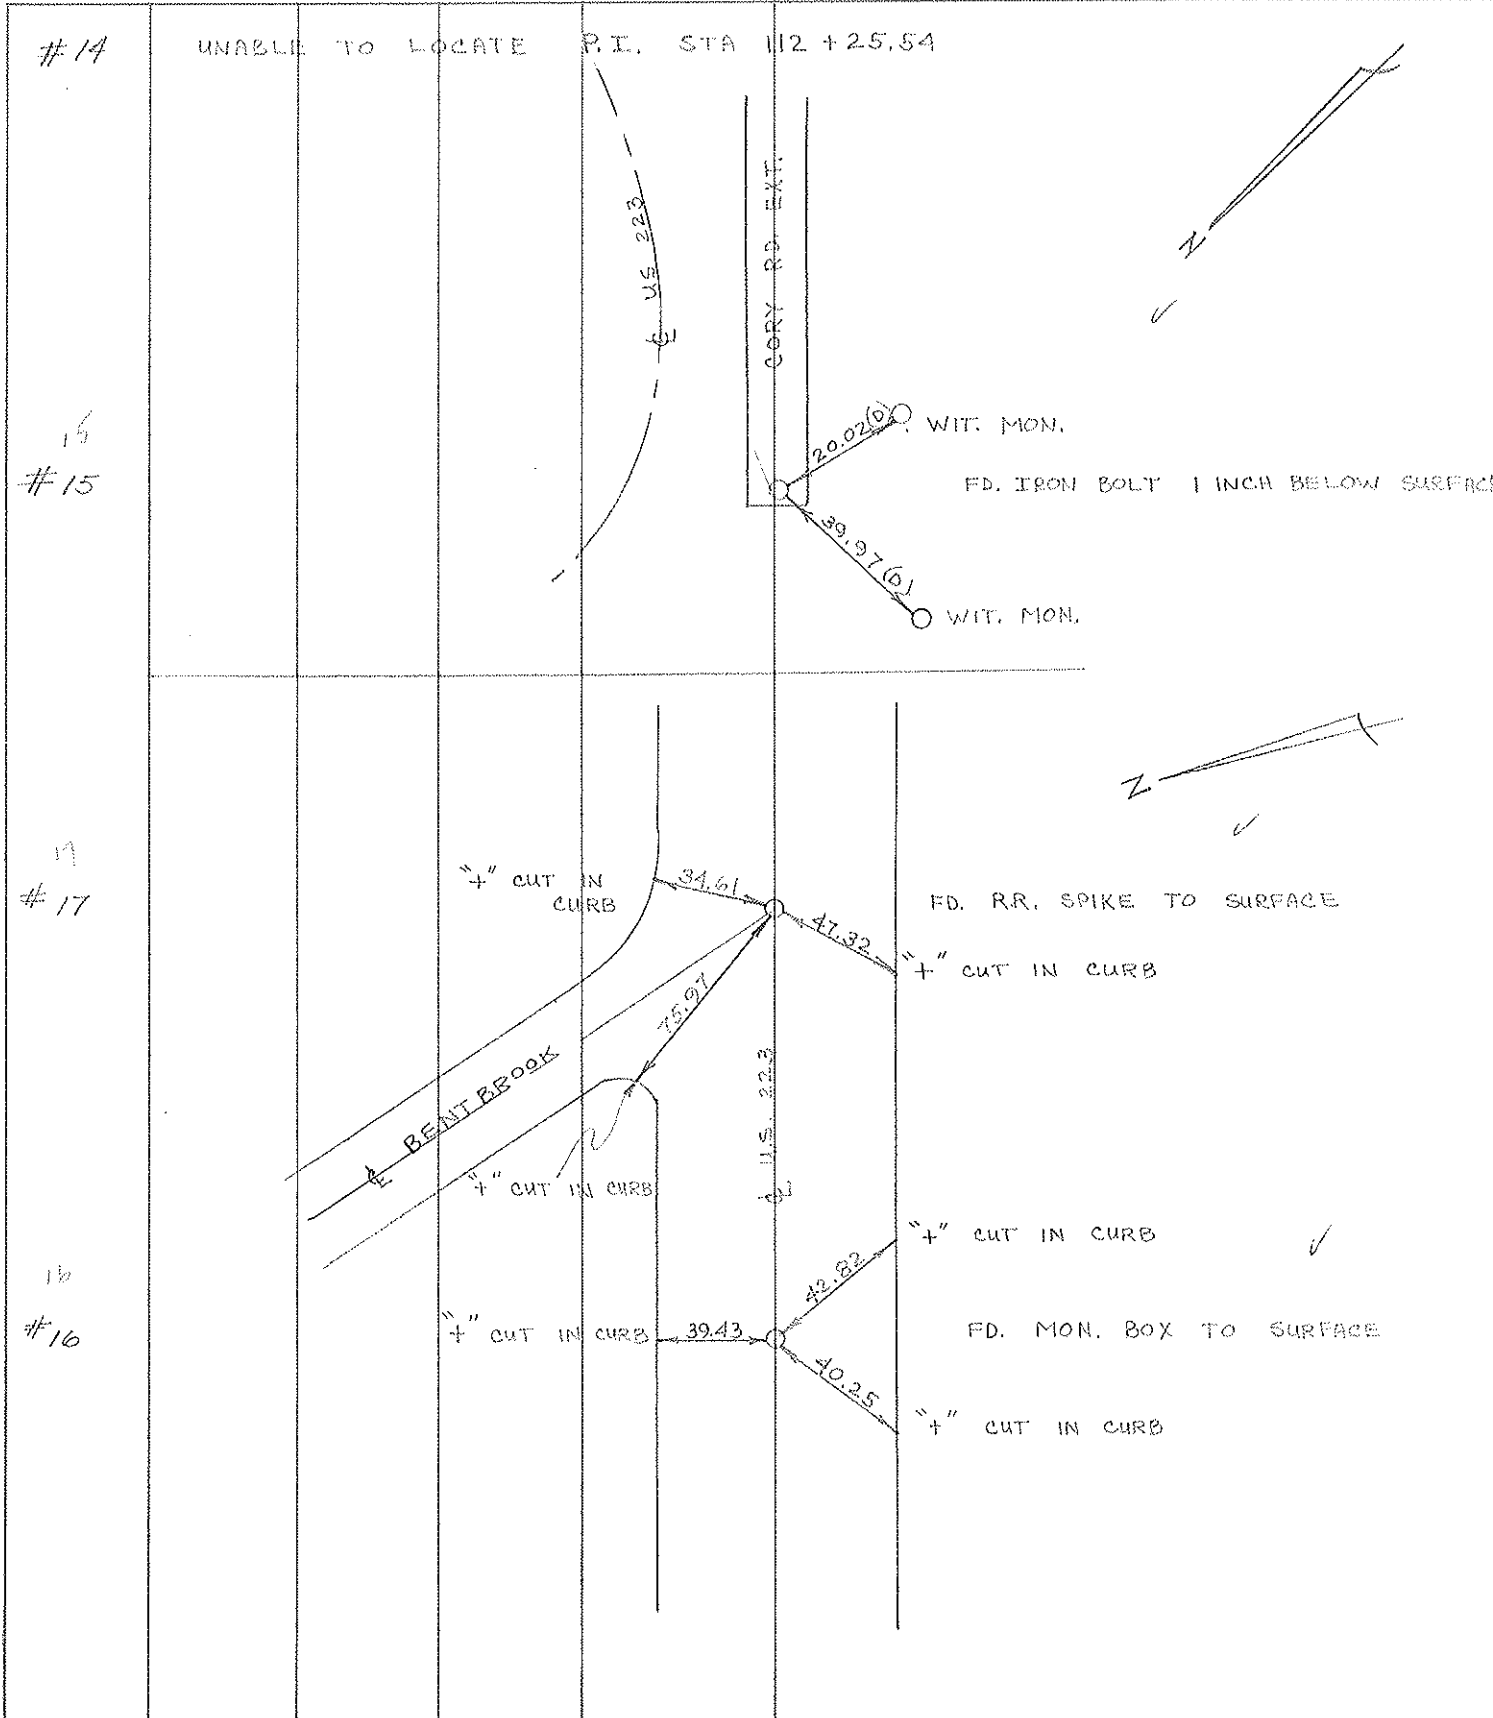 #14 UNABLE TO LOCATE P.I. STA 112 + 25.54
℄ US 223
CORY RD. EXT.
20.02(D)
WIT. MON.
15
#15
FD. IRON BOLT 1 INCH BELOW SURFAC
39.97(D)
WIT. MON.
N
N
17
#17
"+" CUT IN
CURB
34.61
FD. R.R. SPIKE TO SURFACE
47.32
"+" CUT IN CURB
75.97
℄ BENT BROOK
℄ U.S. 223
"+" CUT IN CURB
"+" CUT IN CURB
42.82
16
#16
"+" CUT IN CURB
39.43
FD. MON. BOX TO SURFACE
40.25
"+" CUT IN CURB